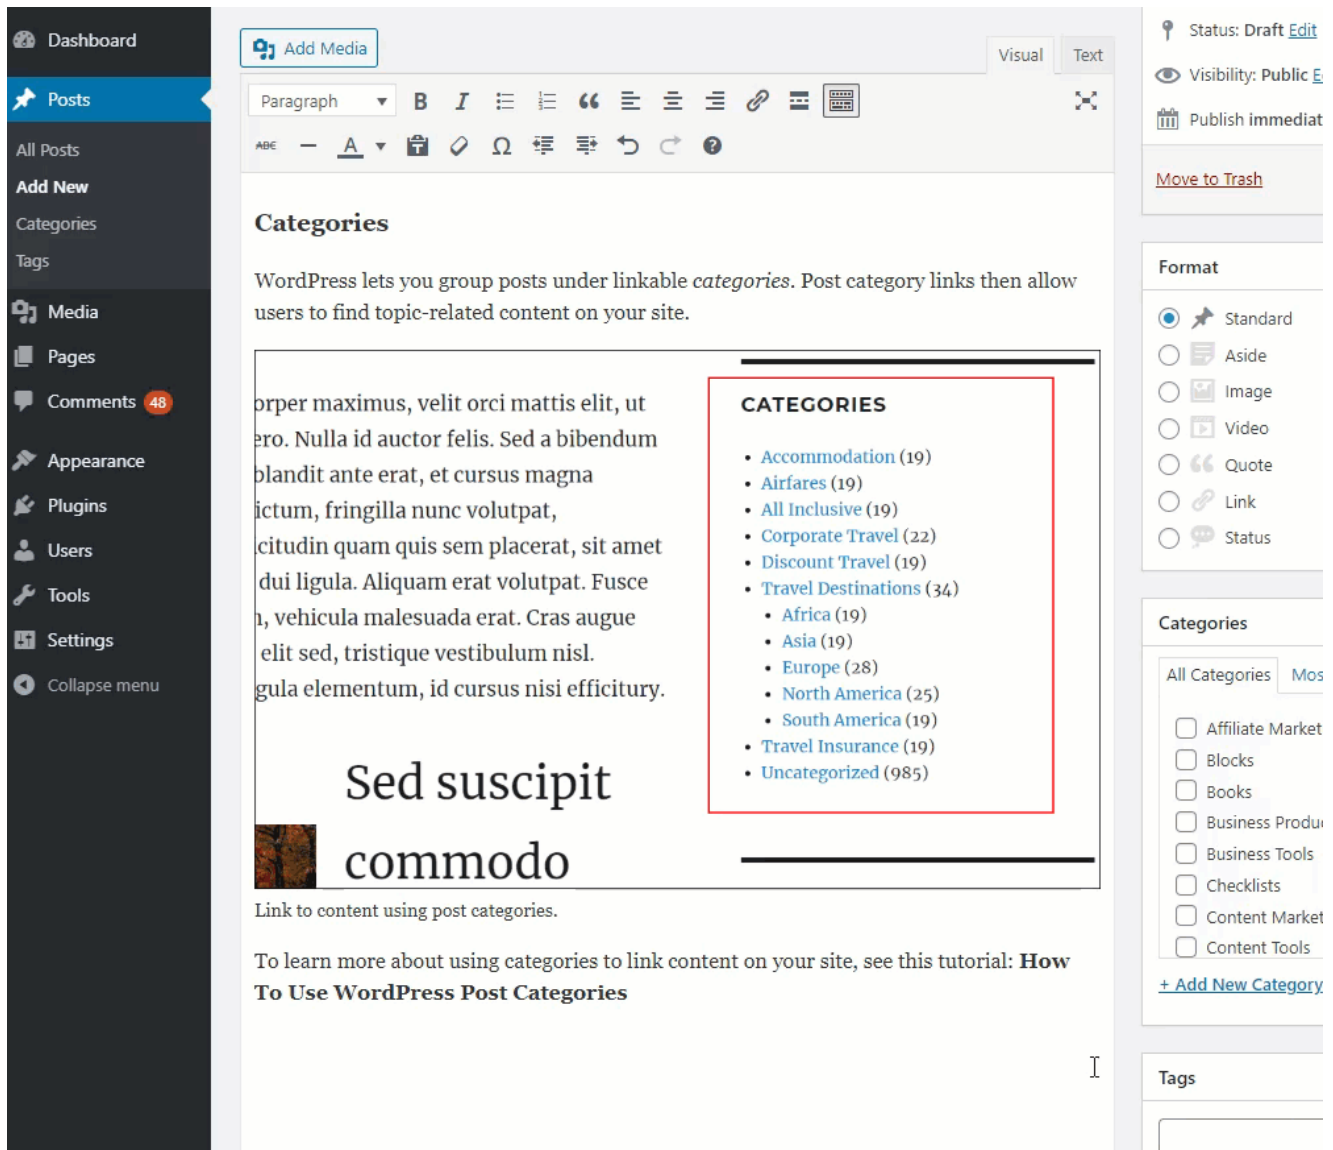 Dashboard
Posts
All Posts
Add New
Categories
Tags
Media
Pages
Comments 48
Appearance
Plugins
Users
Tools
Settings
Collapse menu
Add Media
Visual Text
Paragraph
B I
ABC A Ω
Categories
WordPress lets you group posts under linkable categories. Post category links then allow
users to find topic-related content on your site.
orper maximus, velit orci mattis elit, ut
ero. Nulla id auctor felis. Sed a bibendum
blandit ante erat, et cursus magna
ictum, fringilla nunc volutpat,
citudin quam quis sem placerat, sit amet
dui ligula. Aliquam erat volutpat. Fusce
, vehicula malesuada erat. Cras augue
elit sed, tristique vestibulum nisl.
gula elementum, id cursus nisi efficitury.
Sed suscipit
commodo
CATEGORIES
• Accommodation (19)
• Airfares (19)
• All Inclusive (19)
• Corporate Travel (22)
• Discount Travel (19)
• Travel Destinations (34)
• Africa (19)
• Asia (19)
• Europe (28)
• North America (25)
• South America (19)
• Travel Insurance (19)
• Uncategorized (985)
Link to content using post categories.
To learn more about using categories to link content on your site, see this tutorial: How
To Use WordPress Post Categories
Status: Draft Edit
Visibility: Public E
Publish immediat
Move to Trash
Format
Standard
Aside
Image
Video
Quote
Link
Status
Categories
All Categories Mos
Affiliate Market
Blocks
Books
Business Produ
Business Tools
Checklists
Content Market
Content Tools
+ Add New Category
Tags